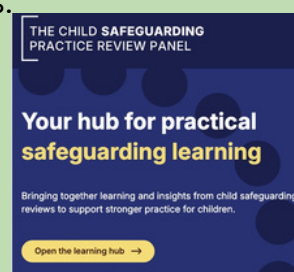 THE CHILD SAFEGUARDING
PRACTICE REVIEW PANEL
Your hub for practical
safeguarding learning
Bringing together learning and insights from child safeguarding
reviews to support stronger practice for children.
Open the learning hub →